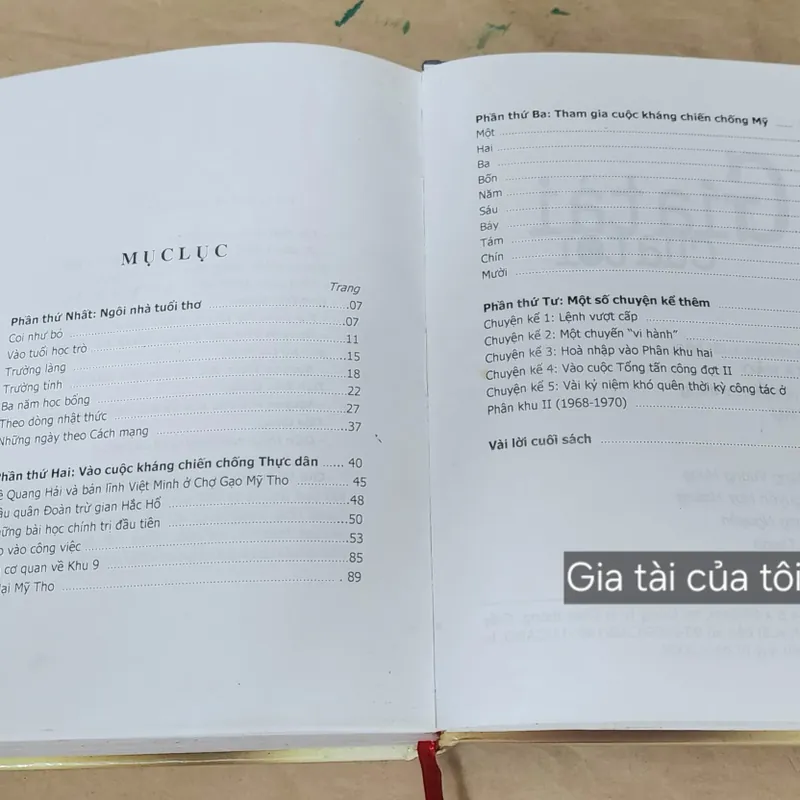 MỤC LỤC
Trang
Phần thứ Nhât: Ngôi nhà tuổi thơ 07
Coi như bỏ 07
Vào tuổi học trò 11
Trường làng 15
Trường tỉnh 18
Ba năm học bổng 22
Theo dòng nhật thức 27
Những ngày theo Cách mạng 37
Phần thứ Hai: Vào cuộc kháng chiến chống Thực dân 40
Quang Hải và bản lĩnh Việt Minh ở Chợ Gạo Mỹ Tho 45
quân Đoàn trừ gian Hắc Hổ 48
những bài học chính trị đầu tiên 50
vào công việc 53
cơ quan về Khu 9 85
lại Mỹ Tho 89
Phần thứ Ba: Tham gia cuộc kháng chiến chống Mỹ
Một
Hai
Ba
Bốn
Năm
Sáu
Bảy
Tám
Chín
Mười
Phần thứ Tư: Một số chuyện kể thêm
Chuyện kể 1: Lệnh vượt cấp
Chuyện kể 2: Một chuyến "vi hành"
Chuyện kể 3: Hoà nhập vào Phân khu hai
Chuyện kể 4: Vào cuộc Tổng tấn công đợt II
Chuyện kể 5: Vài kỷ niệm khó quên thời kỳ công tác ở
Phân khu II (1968-1970)
Vài lời cuối sách
Gia tài của tôi